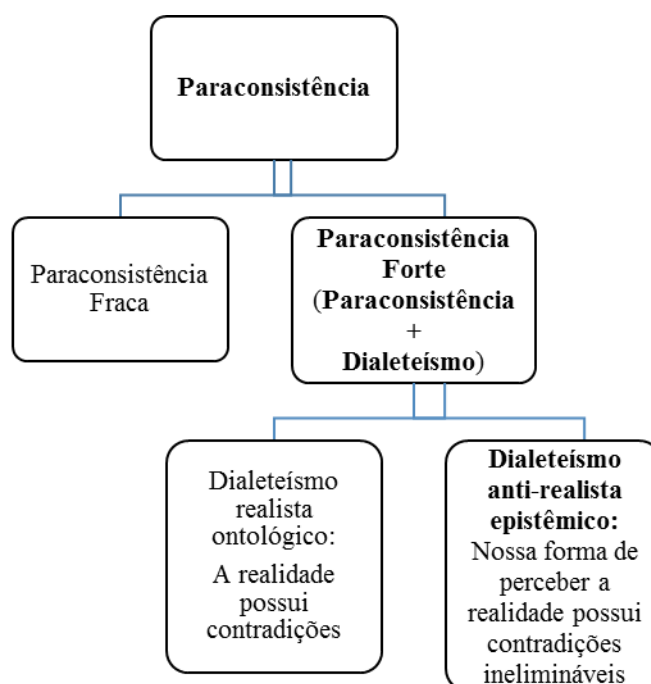 Paraconsistência
Paraconsistência
Fraca
Paraconsistência
Forte
(Paraconsistência
+
Dialeteísmo)
Dialeteísmo
realista
ontológico:
A realidade
possui
contradições
Dialeteísmo
anti-realista
epistêmico:
Nossa forma de
perceber a
realidade possui
contradições
inelimináveis